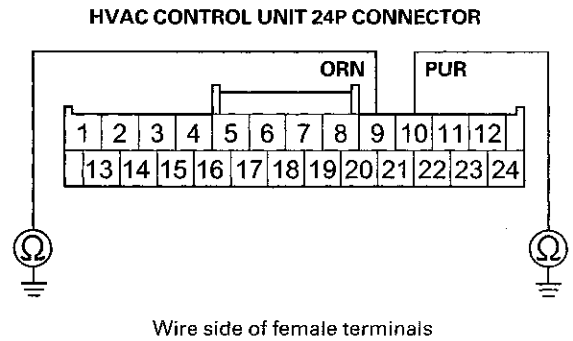 HVAC CONTROL UNIT 24P CONNECTOR
ORN PUR
1 2 3 4 5 6 7 8 9 10 11 12
13 14 15 16 17 18 19 20 21 22 23 24
Ω Ω
Wire side of female terminals